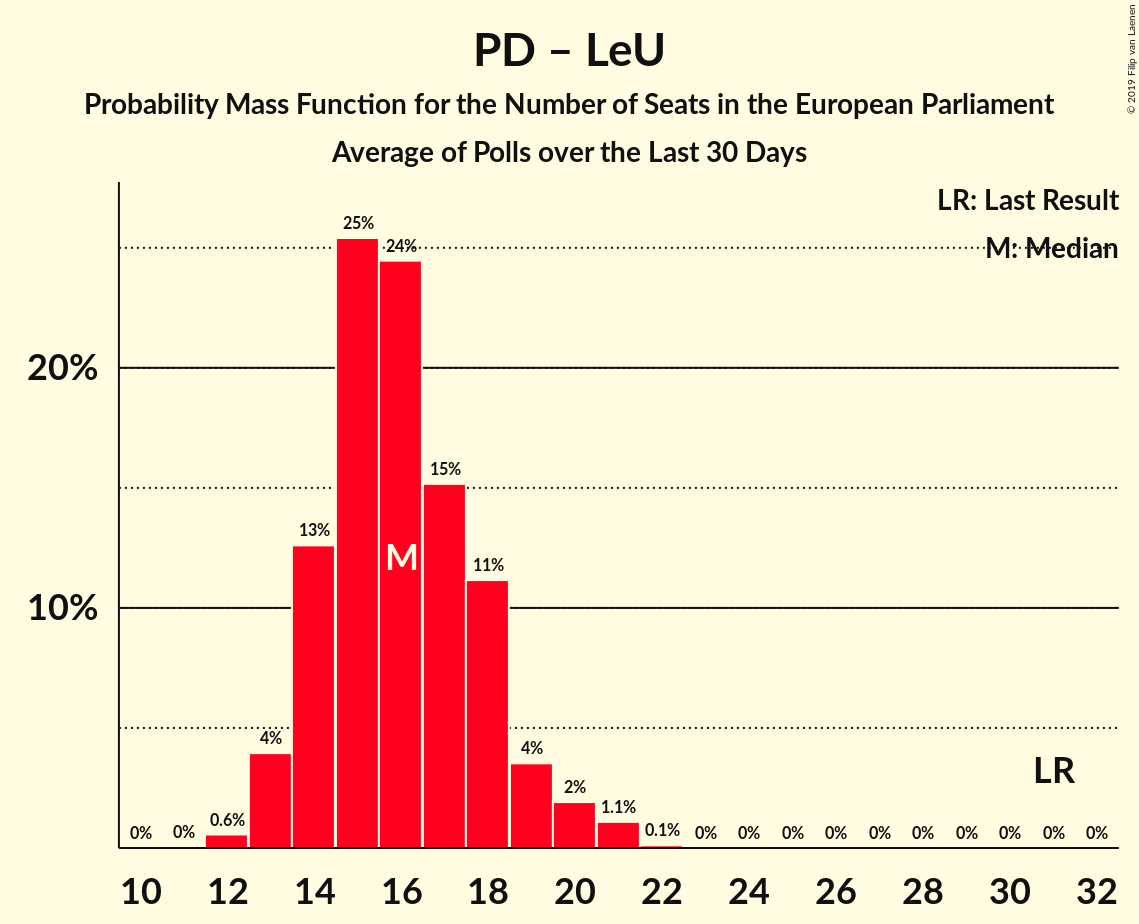 PD – LeU
Probability Mass Function for the Number of Seats in the European Parliament
Average of Polls over the Last 30 Days
© 2019 Filip van Laenen
LR: Last Result
M: Median
25%
24%
20%
15%
13%
M
11%
10%
4%
4%
LR
2%
1.1%
0% 0% 0.6% 0.1% 0% 0% 0% 0% 0% 0% 0% 0% 0% 0%
10 12 14 16 18 20 22 24 26 28 30 32